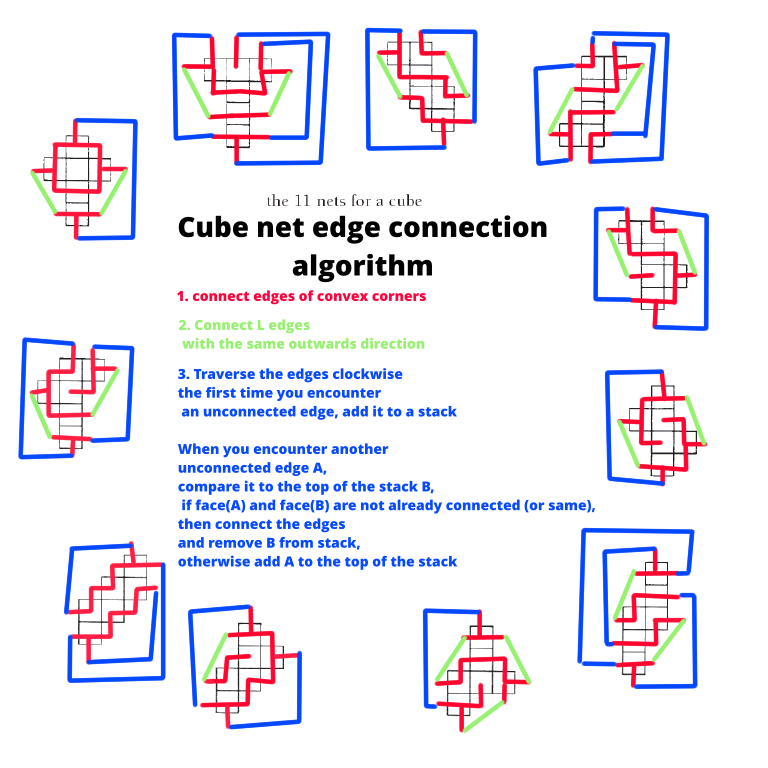 the 11 nets for a cube
Cube net edge connection
algorithm
1. connect edges of convex corners
2. Connect L edges
with the same outwards direction
3. Traverse the edges clockwise
the first time you encounter
an unconnected edge, add it to a stack
When you encounter another
unconnected edge A,
compare it to the top of the stack B,
if face(A) and face(B) are not already connected (or same),
then connect the edges
and remove B from stack,
otherwise add A to the top of the stack